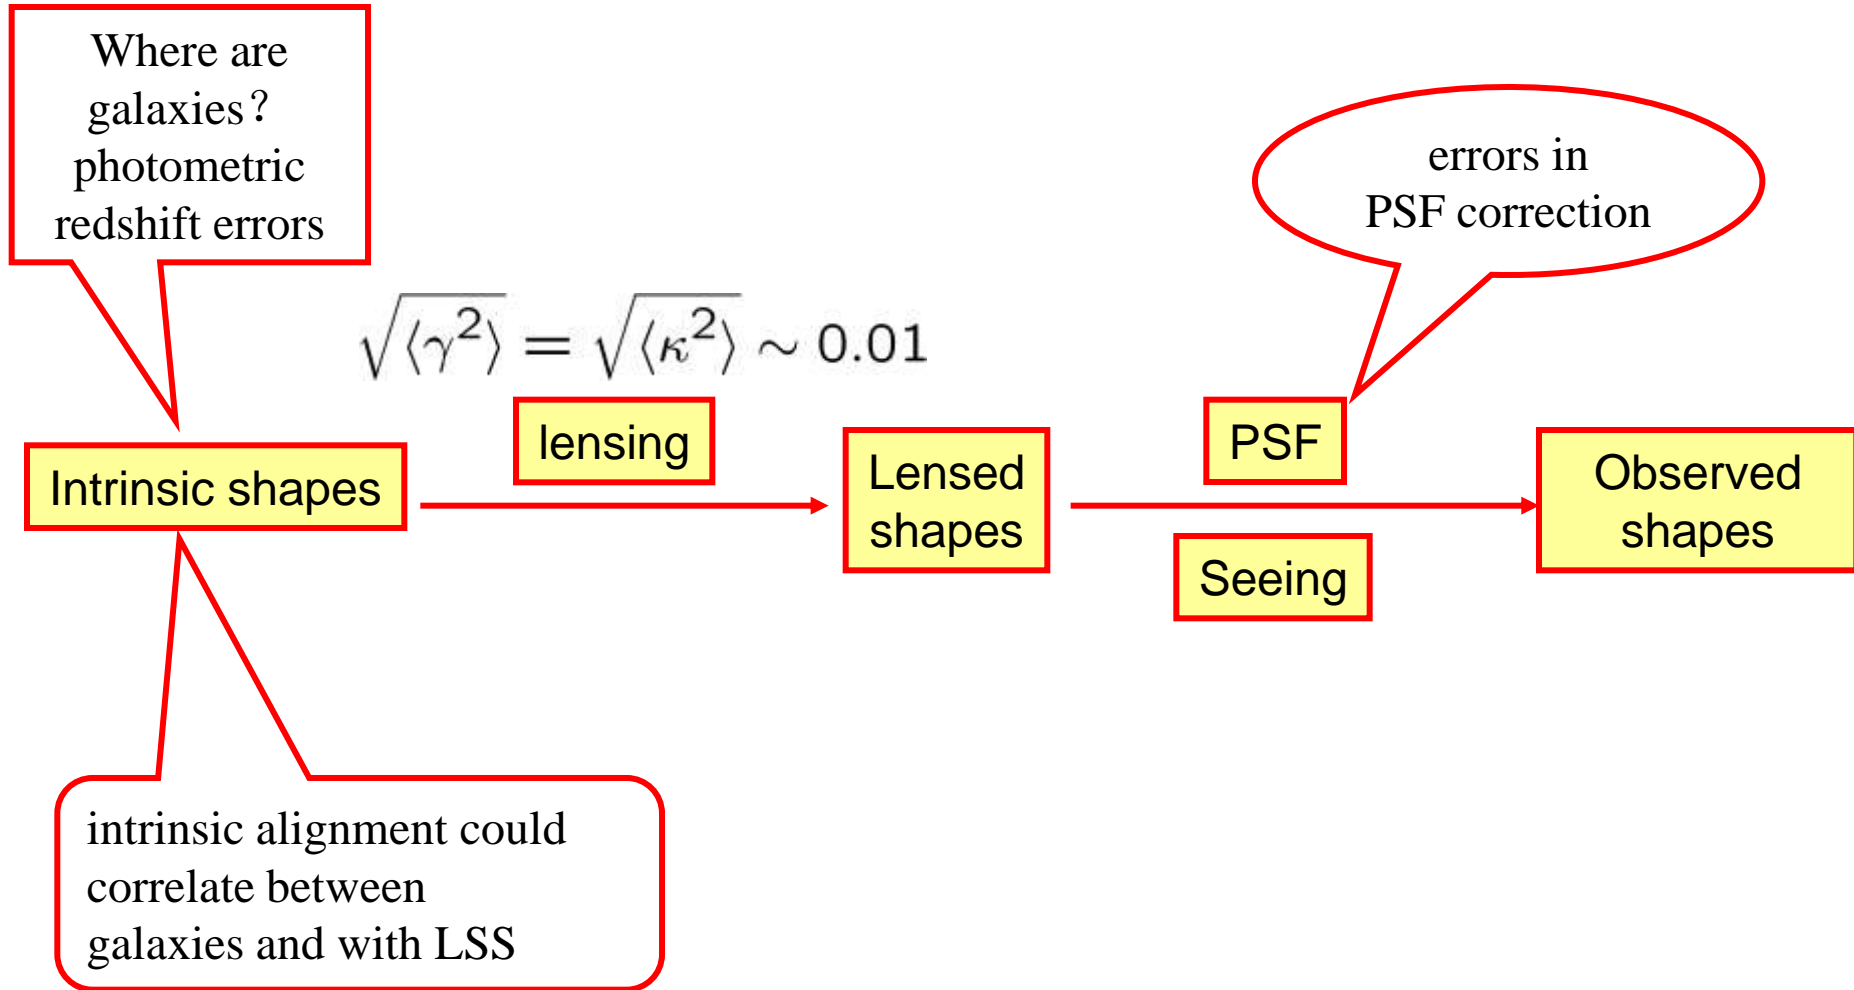 Where are
galaxies？
photometric
redshift errors
errors in
PSF correction
√⟨γ²⟩ = √⟨κ²⟩ ∼ 0.01
lensing
PSF
Intrinsic shapes
Lensed
shapes
Observed
shapes
Seeing
intrinsic alignment could
correlate between
galaxies and with LSS